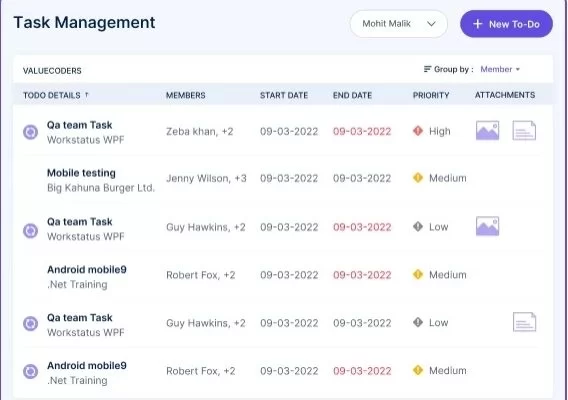 Task Management
Mohit Malik
+ New To-Do
VALUECODERS
Group by : Member
TODO DETAILS ↑ MEMBERS START DATE END DATE PRIORITY ATTACHMENTS
Qa team Task
Workstatus WPF
Zeba khan, +2 09-03-2022 09-03-2022 High
Mobile testing
Big Kahuna Burger Ltd.
Jenny Wilson, +3 09-03-2022 09-03-2022 Medium
Qa team Task
Workstatus WPF
Guy Hawkins, +2 09-03-2022 09-03-2022 Low
Android mobile9
.Net Training
Robert Fox, +2 09-03-2022 09-03-2022 Medium
Qa team Task
Workstatus WPF
Guy Hawkins, +2 09-03-2022 09-03-2022 Low
Android mobile9
.Net Training
Robert Fox, +2 09-03-2022 09-03-2022 Medium